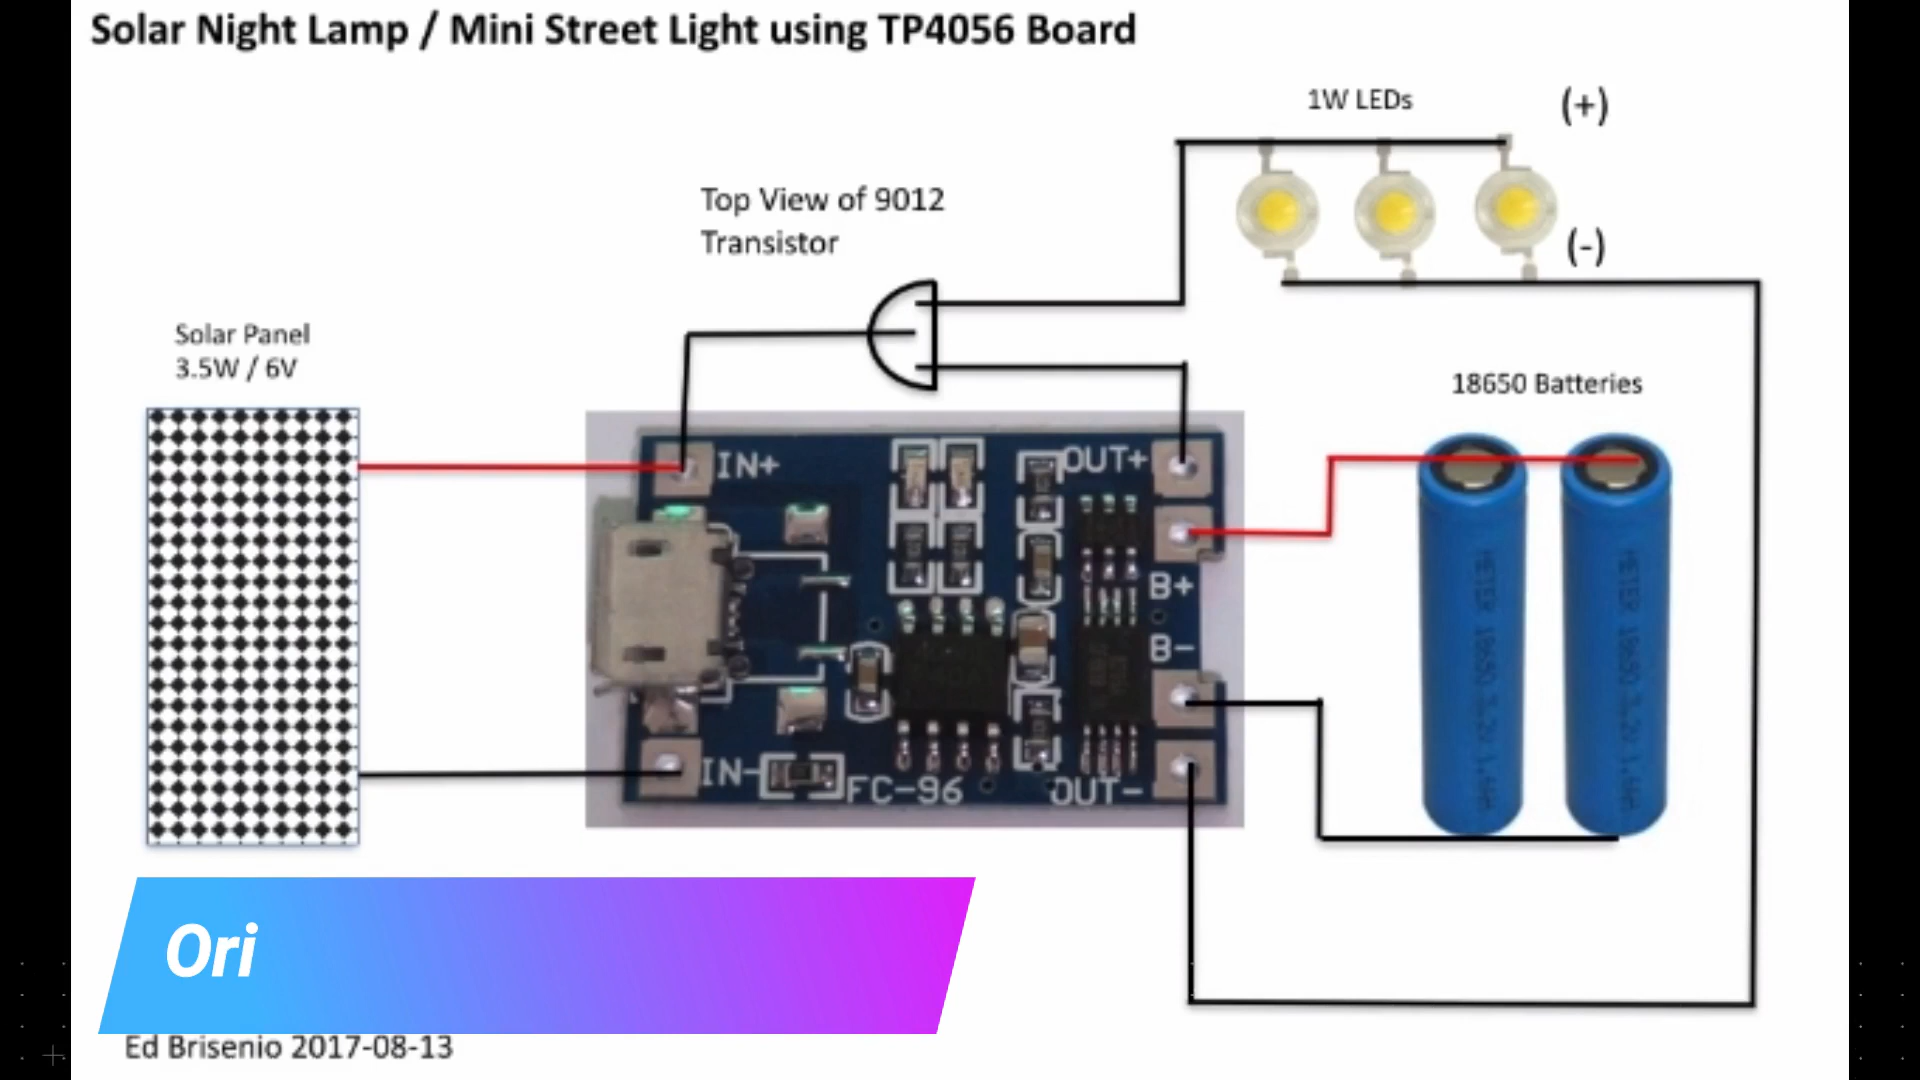 Solar Night Lamp / Mini Street Light using TP4056 Board
1W LEDs
(+)
(-)
Top View of 9012
Transistor
Solar Panel
3.5W / 6V
18650 Batteries
IN+
OUT+
B+
B-
IN-
FC-96
OUT-
Ori
Ed Brisenio 2017-08-13